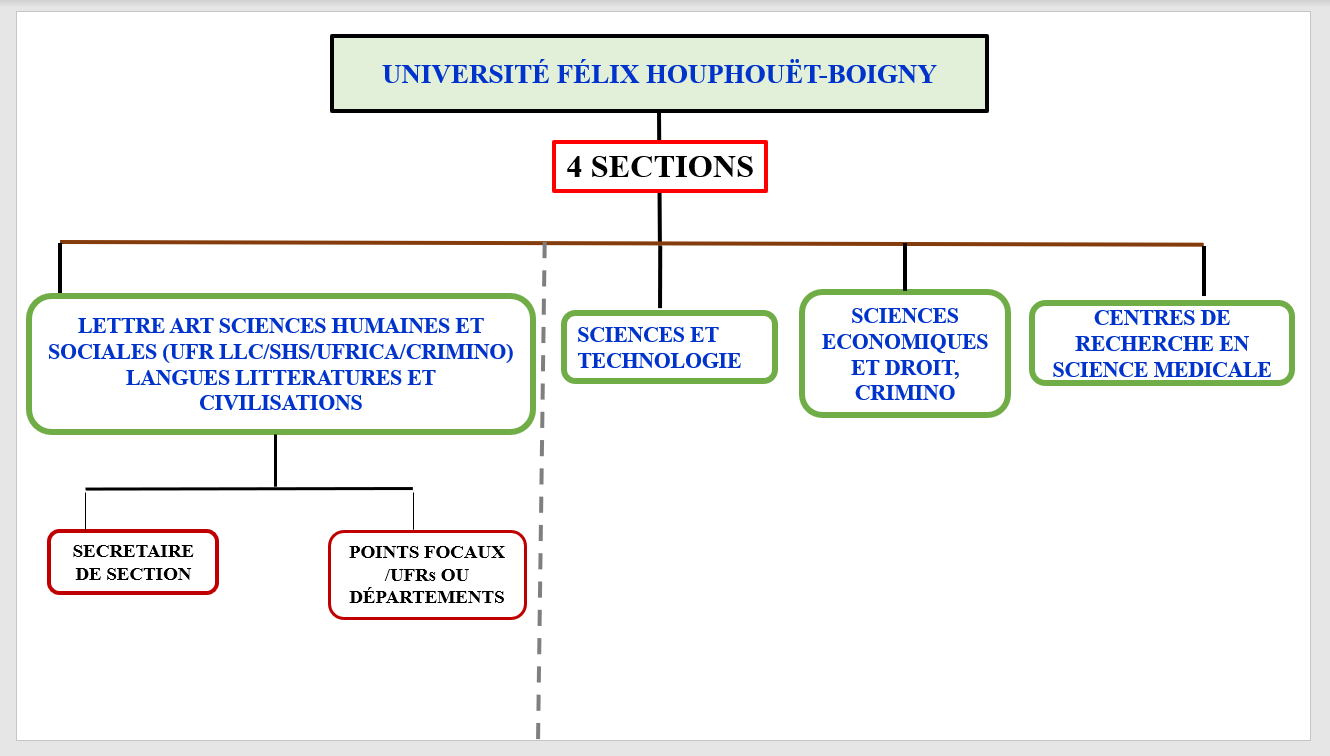 UNIVERSITÉ FÉLIX HOUPHOUËT-BOIGNY
4 SECTIONS
LETTRE ART SCIENCES HUMAINES ET
SOCIALES (UFR LLC/SHS/UFRICA/CRIMINO)
LANGUES LITTERATURES ET
CIVILISATIONS
SCIENCES ET
TECHNOLOGIE
SCIENCES
ECONOMIQUES
ET DROIT,
CRIMINO
CENTRES DE
RECHERCHE EN
SCIENCE MEDICALE
SECRETAIRE
DE SECTION
POINTS FOCAUX
/UFRs OU
DÉPARTEMENTS